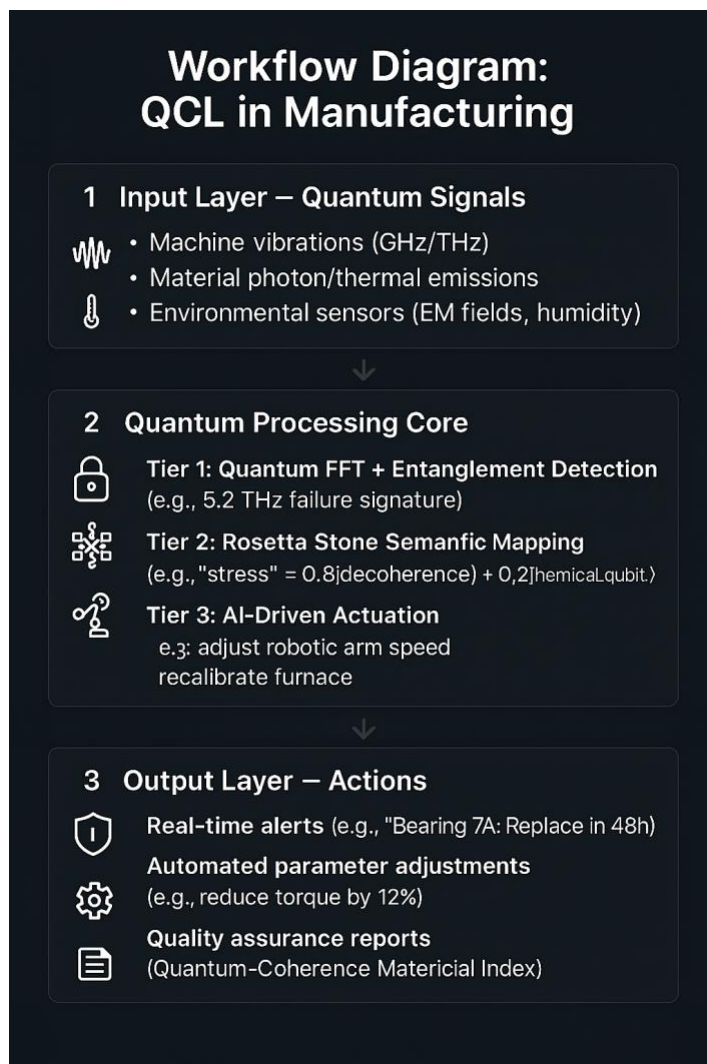 Workflow Diagram:
QCL in Manufacturing
1 Input Layer – Quantum Signals
• Machine vibrations (GHz/THz)
• Material photon/thermal emissions
• Environmental sensors (EM fields, humidity)
2 Quantum Processing Core
Tier 1: Quantum FFT + Entanglement Detection
(e.g., 5.2 THz failure signature)
Tier 2: Rosetta Stone Semanfic Mapping
(e.g., "stress" = 0.8|decoherence) + 0,2
Tier 3: AI-Driven Actuation
e.3: adjust robotic arm speed
recalibrate furnace
3 Output Layer – Actions
Real-time alerts (e.g., "Bearing 7A: Replace in 48h)
Automated parameter adjustments
(e.g., reduce torque by 12%)
Quality assurance reports
(Quantum-Coherence Matericial Index)